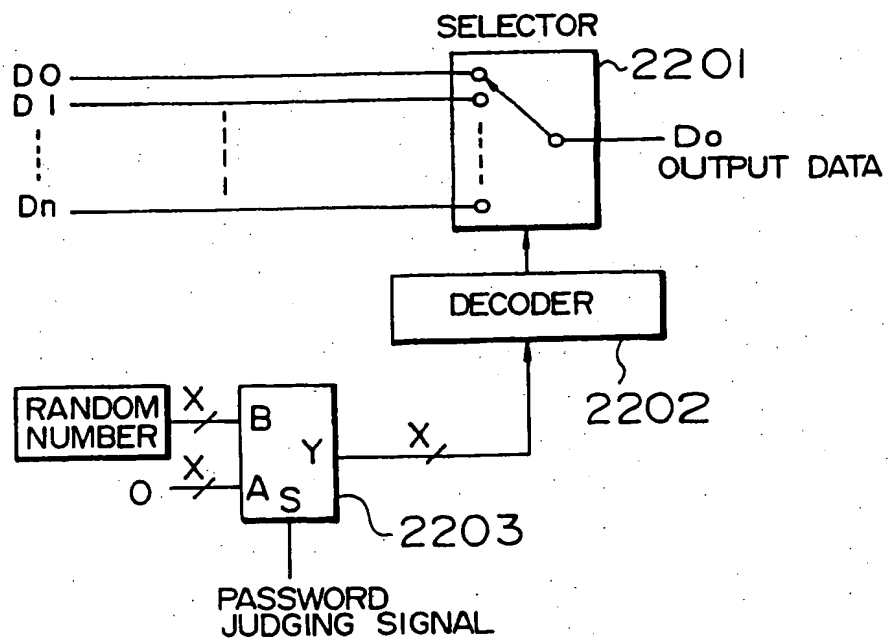 SELECTOR
2201
D0
D1
Dn
Do
OUTPUT DATA
DECODER
2202
RANDOM
NUMBER
X
B
X
Y
X
0
A
S
2203
PASSWORD
JUDGING SIGNAL